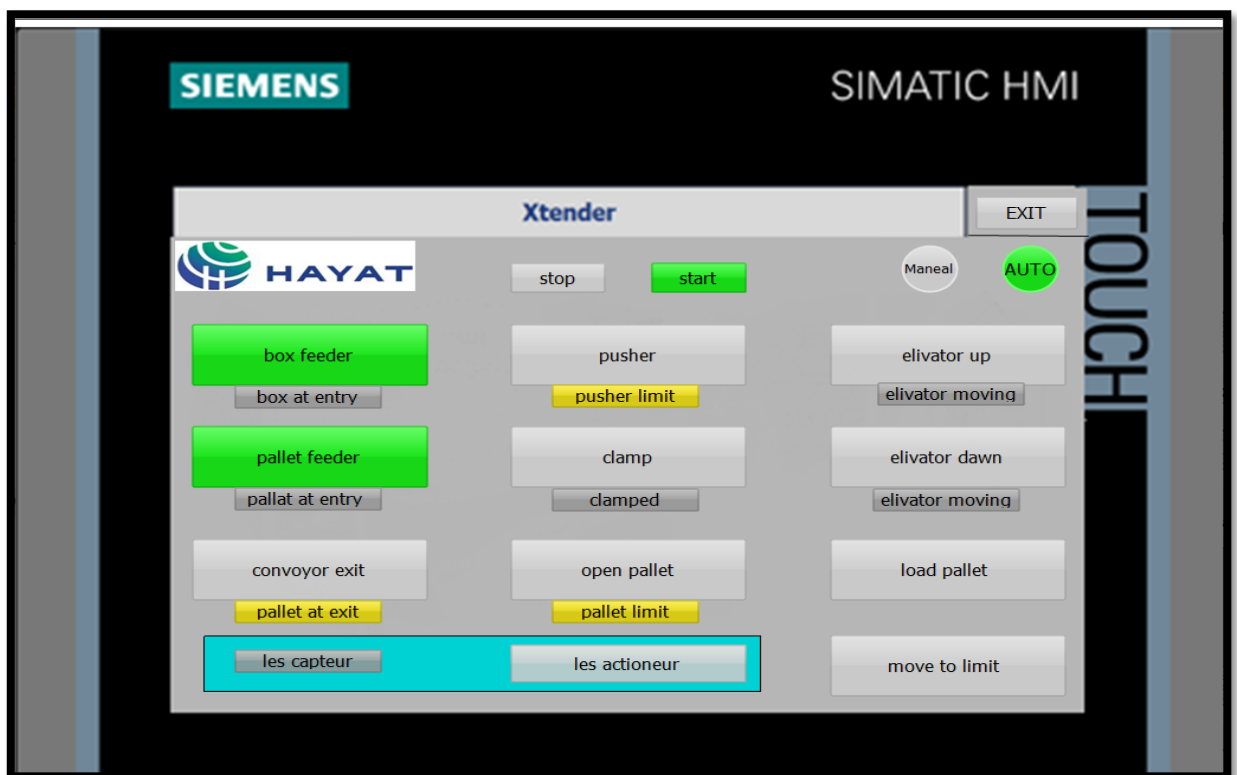 SIEMENS
SIMATIC HMI
TOUCH
Xtender
EXIT
HAYAT
stop
start
Maneal
AUTO
box feeder
pusher
elivator up
box at entry
pusher limit
elivator moving
pallet feeder
clamp
elivator dawn
pallat at entry
clamped
elivator moving
convoyor exit
open pallet
load pallet
pallet at exit
pallet limit
les capteur
les actioneur
move to limit